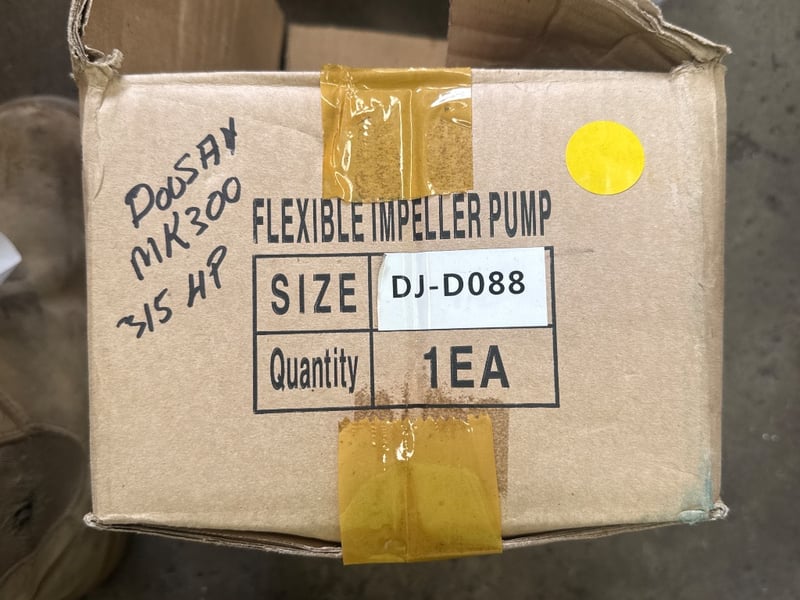 DOOSAN
MK300
315 HP
FLEXIBLE IMPELLER PUMP
SIZE DJ-D088
Quantity 1EA